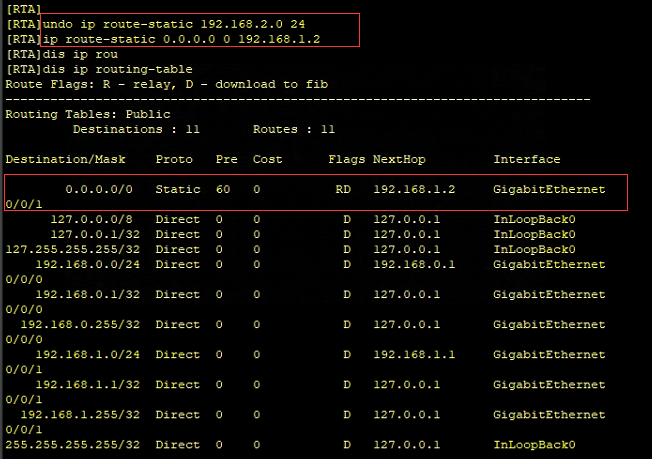 [RTA]
[RTA]undo ip route-static 192.168.2.0 24
[RTA]ip route-static 0.0.0.0 0 192.168.1.2
[RTA]dis ip rou
[RTA]dis ip routing-table
Route Flags: R - relay, D - download to fib
------------------------------------------------------------------------------
Routing Tables: Public
         Destinations : 11       Routes : 11

Destination/Mask    Proto   Pre  Cost      Flags NextHop         Interface

        0.0.0.0/0   Static  60   0          RD   192.168.1.2     GigabitEthernet
0/0/1
      127.0.0.0/8   Direct  0    0           D   127.0.0.1       InLoopBack0
      127.0.0.1/32  Direct  0    0           D   127.0.0.1       InLoopBack0
127.255.255.255/32  Direct  0    0           D   127.0.0.1       InLoopBack0
    192.168.0.0/24  Direct  0    0           D   192.168.0.1     GigabitEthernet
0/0/0
    192.168.0.1/32  Direct  0    0           D   127.0.0.1       GigabitEthernet
0/0/0
  192.168.0.255/32  Direct  0    0           D   127.0.0.1       GigabitEthernet
0/0/0
    192.168.1.0/24  Direct  0    0           D   192.168.1.1     GigabitEthernet
0/0/1
    192.168.1.1/32  Direct  0    0           D   127.0.0.1       GigabitEthernet
0/0/1
  192.168.1.255/32  Direct  0    0           D   127.0.0.1       GigabitEthernet
0/0/1
255.255.255.255/32  Direct  0    0           D   127.0.0.1       InLoopBack0